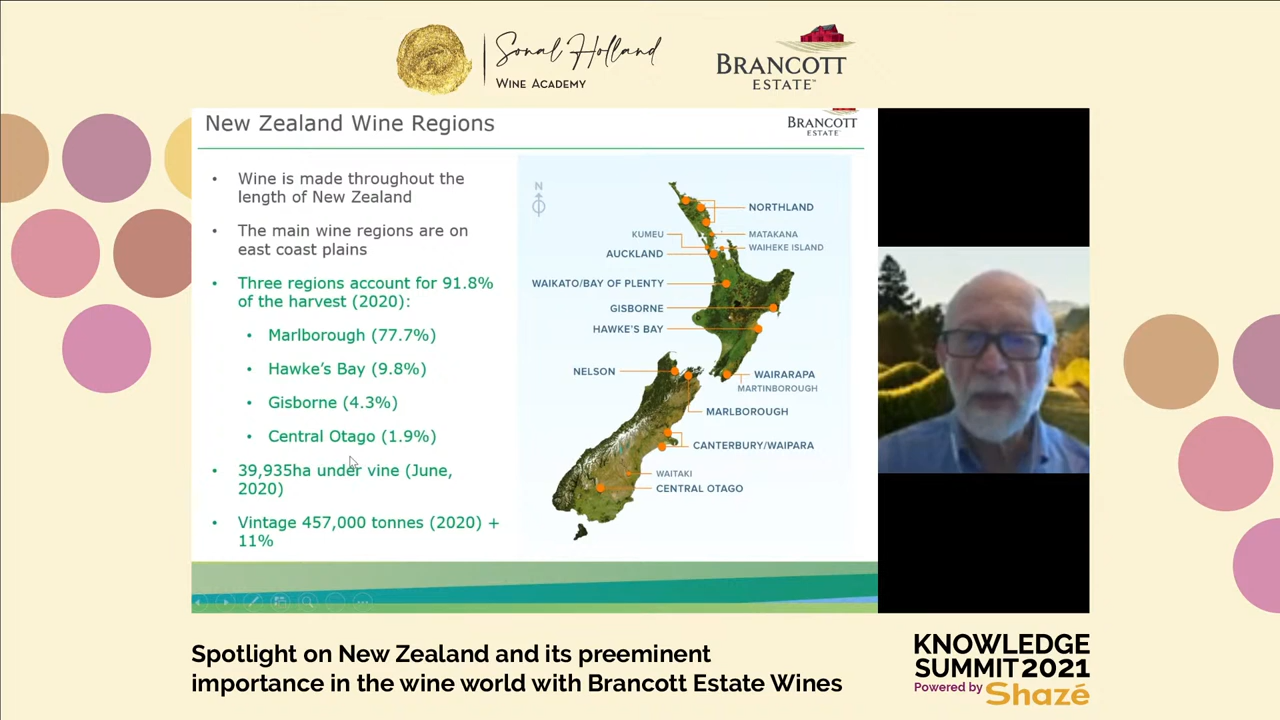 Sonal Holland
WINE ACADEMY
BRANCOTT
ESTATE™
New Zealand Wine Regions
BRANCOTT
ESTATE
• Wine is made throughout the
length of New Zealand
• The main wine regions are on
east coast plains
• Three regions account for 91.8%
of the harvest (2020):
• Marlborough (77.7%)
• Hawke's Bay (9.8%)
• Gisborne (4.3%)
• Central Otago (1.9%)
• 39,935ha under vine (June,
2020)
• Vintage 457,000 tonnes (2020) +
11%
N
NORTHLAND
KUMEU
MATAKANA
WAIHEKE ISLAND
AUCKLAND
WAIKATO/BAY OF PLENTY
GISBORNE
HAWKE'S BAY
NELSON
WAIRARAPA
MARTINBOROUGH
MARLBOROUGH
CANTERBURY/WAIPARA
WAITAKI
CENTRAL OTAGO
Spotlight on New Zealand and its preeminent
importance in the wine world with Brancott Estate Wines
KNOWLEDGE
SUMMIT 2021
Powered by Shazé